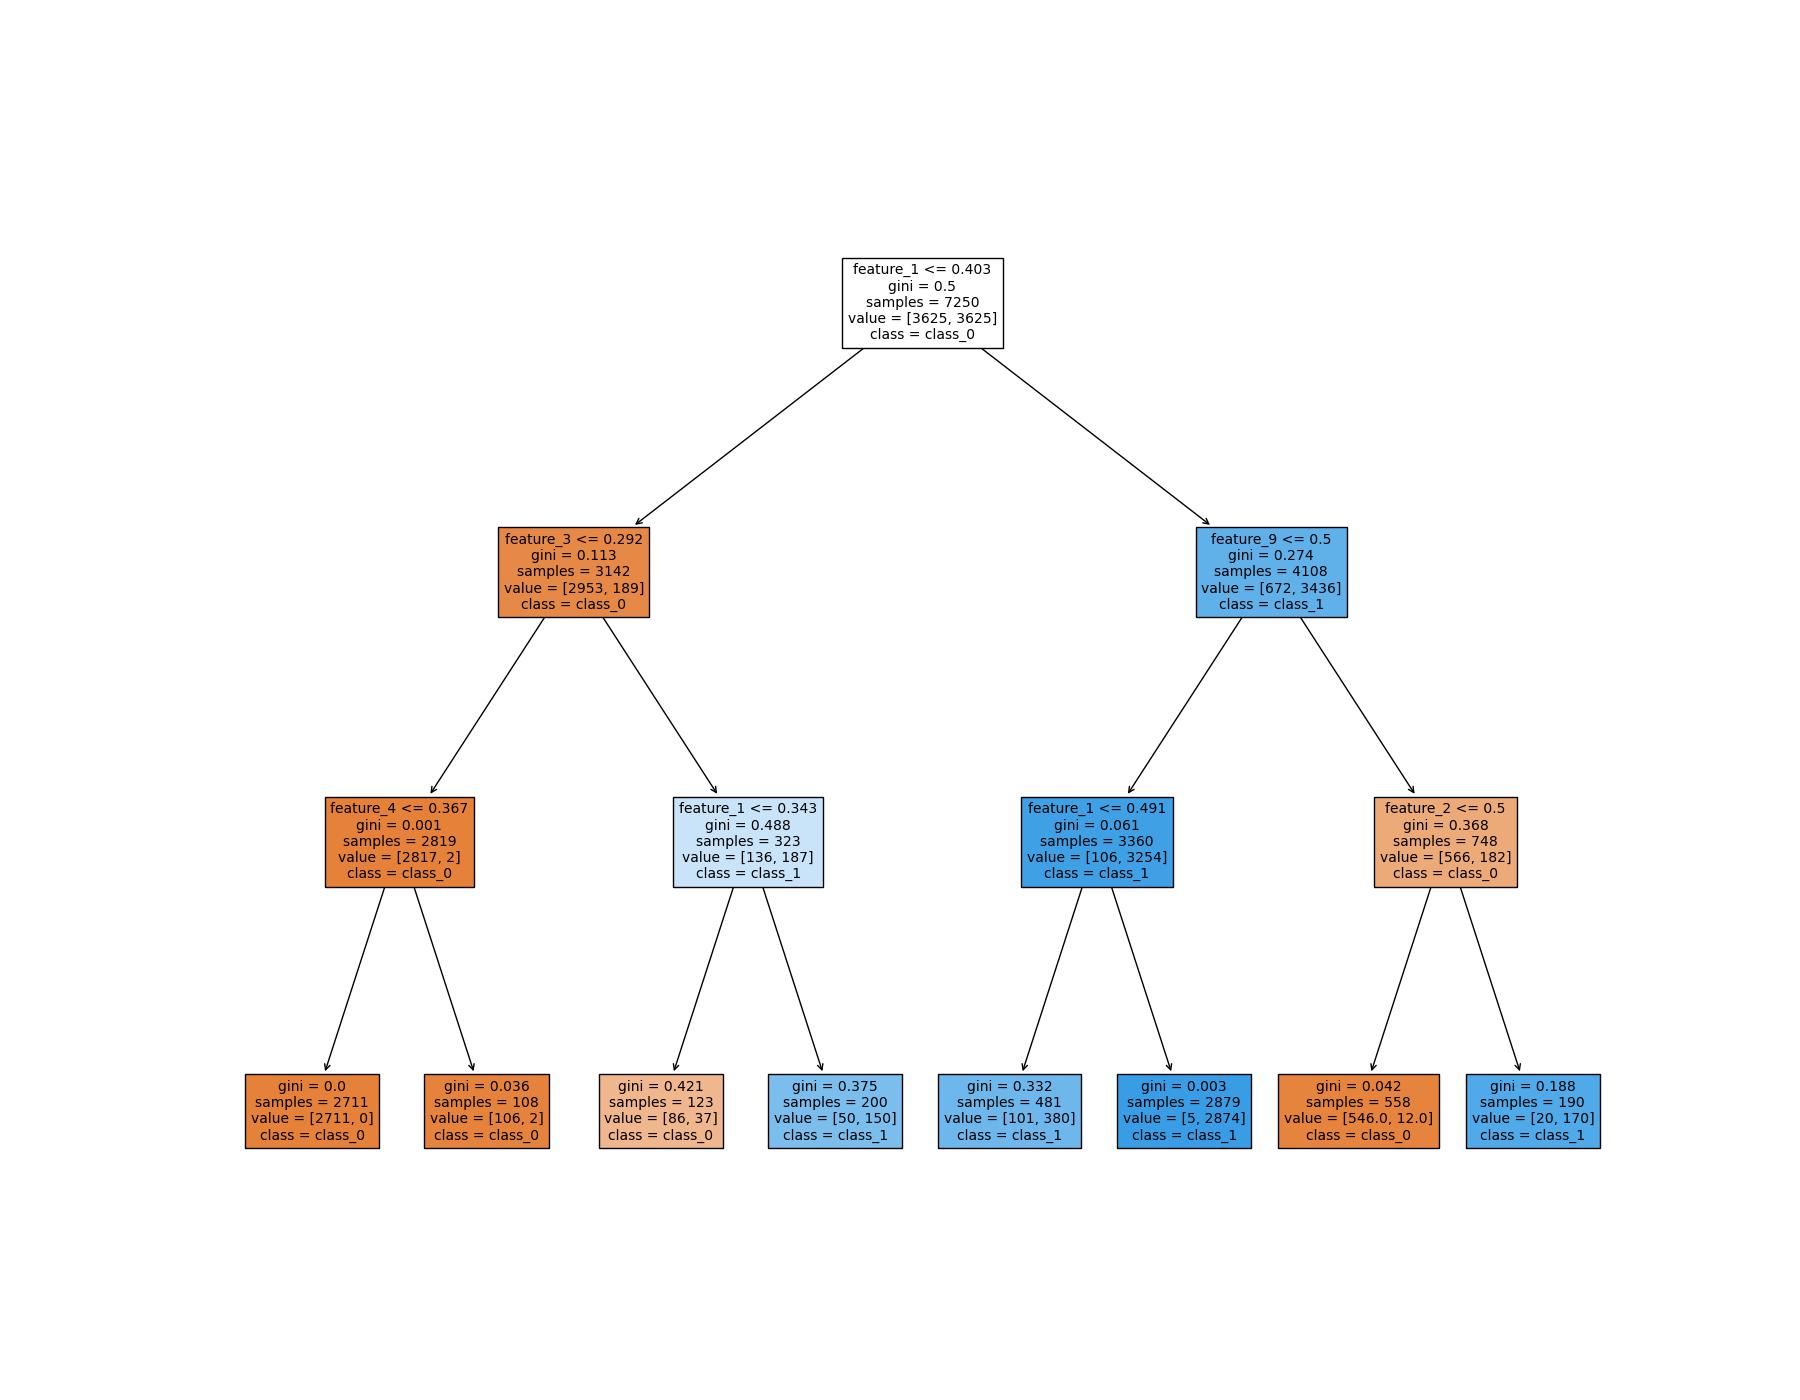 feature_1 <= 0.403
gini = 0.5
samples = 7250
value = [3625, 3625]
class = class_0
feature_3 <= 0.292
gini = 0.113
samples = 3142
value = [2953, 189]
class = class_0
feature_9 <= 0.5
gini = 0.274
samples = 4108
value = [672, 3436]
class = class_1
feature_4 <= 0.367
gini = 0.001
samples = 2819
value = [2817, 2]
class = class_0
feature_1 <= 0.343
gini = 0.488
samples = 323
value = [136, 187]
class = class_1
feature_1 <= 0.491
gini = 0.061
samples = 3360
value = [106, 3254]
class = class_1
feature_2 <= 0.5
gini = 0.368
samples = 748
value = [566, 182]
class = class_0
gini = 0.0
samples = 2711
value = [2711, 0]
class = class_0
gini = 0.036
samples = 108
value = [106, 2]
class = class_0
gini = 0.421
samples = 123
value = [86, 37]
class = class_0
gini = 0.375
samples = 200
value = [50, 150]
class = class_1
gini = 0.332
samples = 481
value = [101, 380]
class = class_1
gini = 0.003
samples = 2879
value = [5, 2874]
class = class_1
gini = 0.042
samples = 558
value = [546.0, 12.0]
class = class_0
gini = 0.188
samples = 190
value = [20, 170]
class = class_1